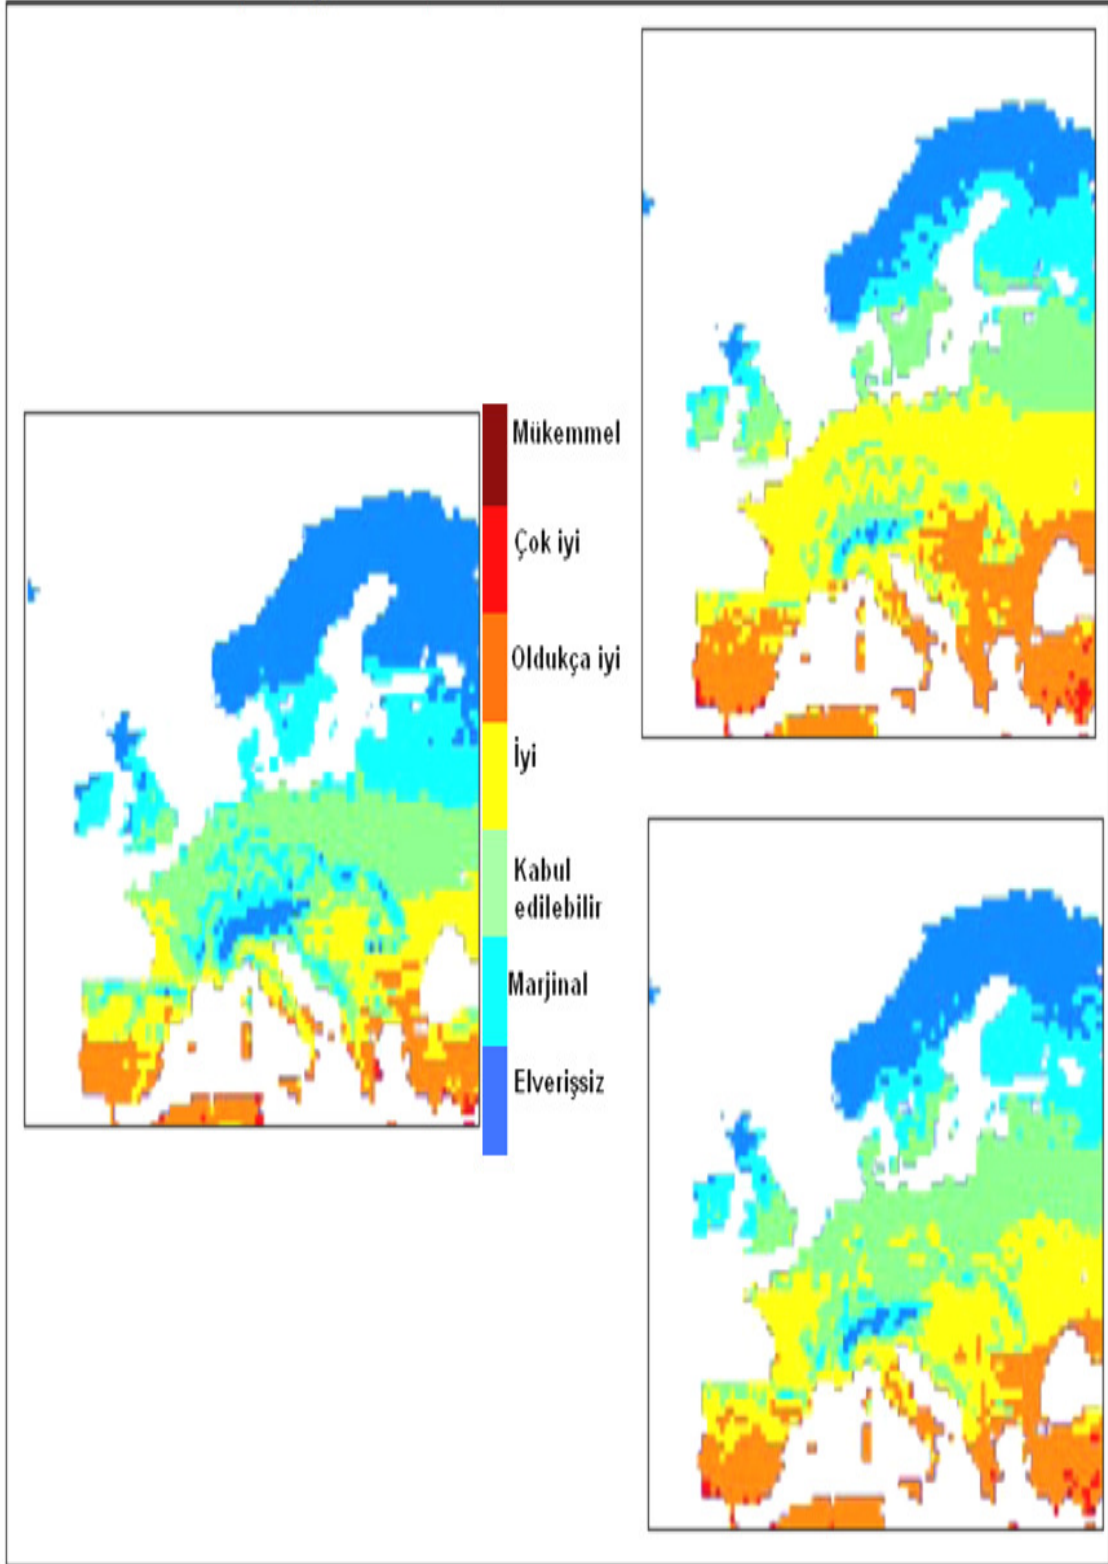 Mükemmel
Çok iyi
Oldukça iyi
İyi
Kabul
edilebilir
Marjinal
Elverişsiz